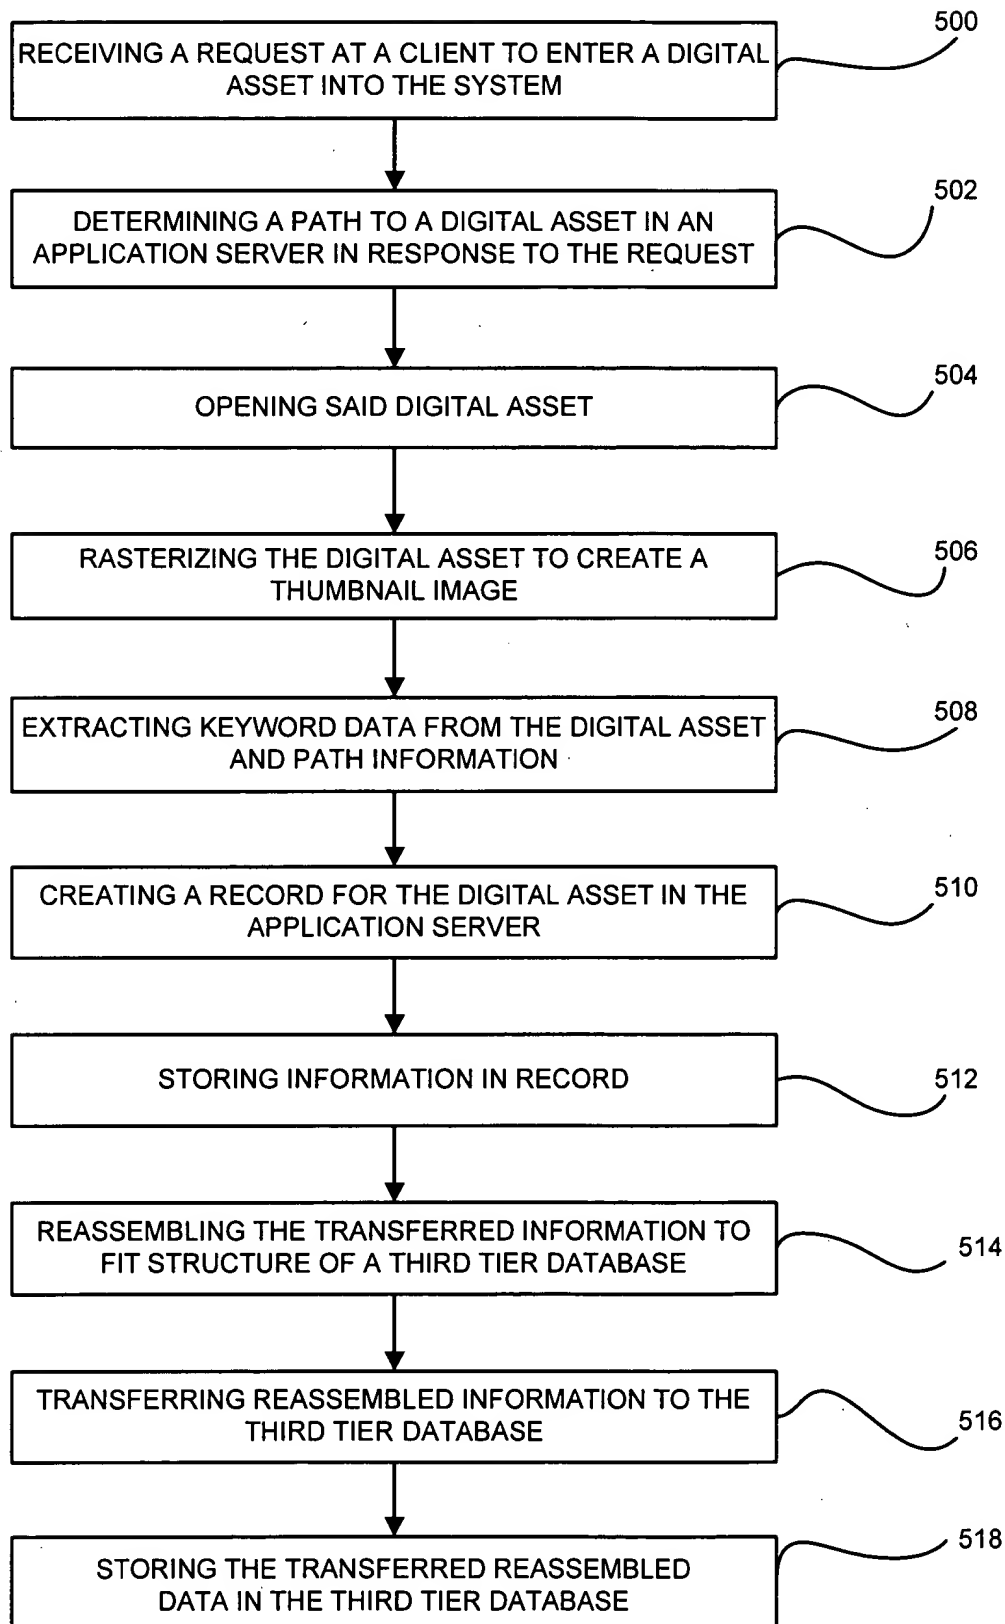 500
RECEIVING A REQUEST AT A CLIENT TO ENTER A DIGITAL
ASSET INTO THE SYSTEM
502
DETERMINING A PATH TO A DIGITAL ASSET IN AN
APPLICATION SERVER IN RESPONSE TO THE REQUEST
504
OPENING SAID DIGITAL ASSET
506
RASTERIZING THE DIGITAL ASSET TO CREATE A
THUMBNAIL IMAGE
508
EXTRACTING KEYWORD DATA FROM THE DIGITAL ASSET
AND PATH INFORMATION
510
CREATING A RECORD FOR THE DIGITAL ASSET IN THE
APPLICATION SERVER
512
STORING INFORMATION IN RECORD
514
REASSEMBLING THE TRANSFERRED INFORMATION TO
FIT STRUCTURE OF A THIRD TIER DATABASE
516
TRANSFERRING REASSEMBLED INFORMATION TO THE
THIRD TIER DATABASE
518
STORING THE TRANSFERRED REASSEMBLED
DATA IN THE THIRD TIER DATABASE